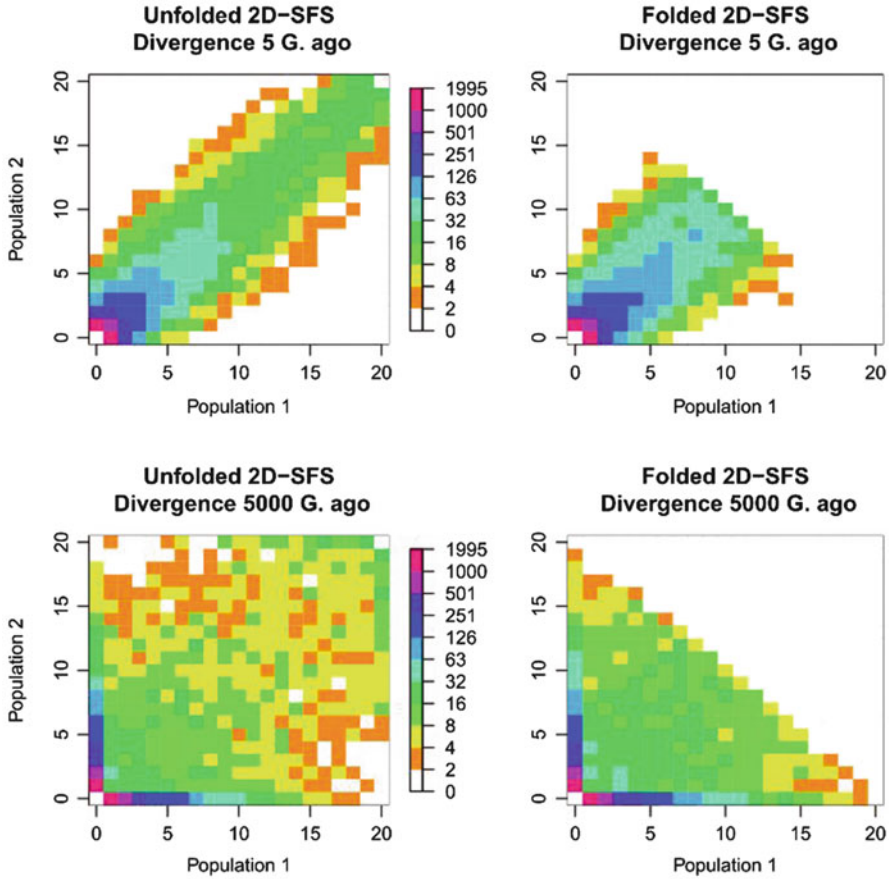 Unfolded 2D−SFS
Divergence 5 G. ago
Folded 2D−SFS
Divergence 5 G. ago
Population 2
20
15
10
5
0
0 5 10 15 20
Population 1
1995
1000
501
251
126
63
32
16
8
4
2
0
20
15
10
5
0
0 5 10 15 20
Population 1
Unfolded 2D−SFS
Divergence 5000 G. ago
Folded 2D−SFS
Divergence 5000 G. ago
Population 2
20
15
10
5
0
0 5 10 15 20
Population 1
1995
1000
501
251
126
63
32
16
8
4
2
0
20
15
10
5
0
0 5 10 15 20
Population 1